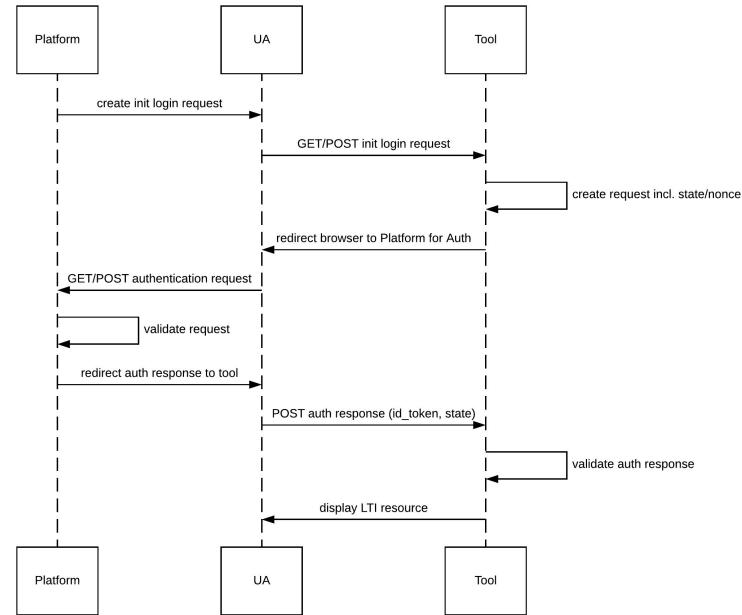 Platform
UA
Tool
create init login request
GET/POST init login request
create request incl. state/nonce
redirect browser to Platform for Auth
GET/POST authentication request
validate request
redirect auth response to tool
POST auth response (id_token, state)
validate auth response
display LTI resource
Platform
UA
Tool